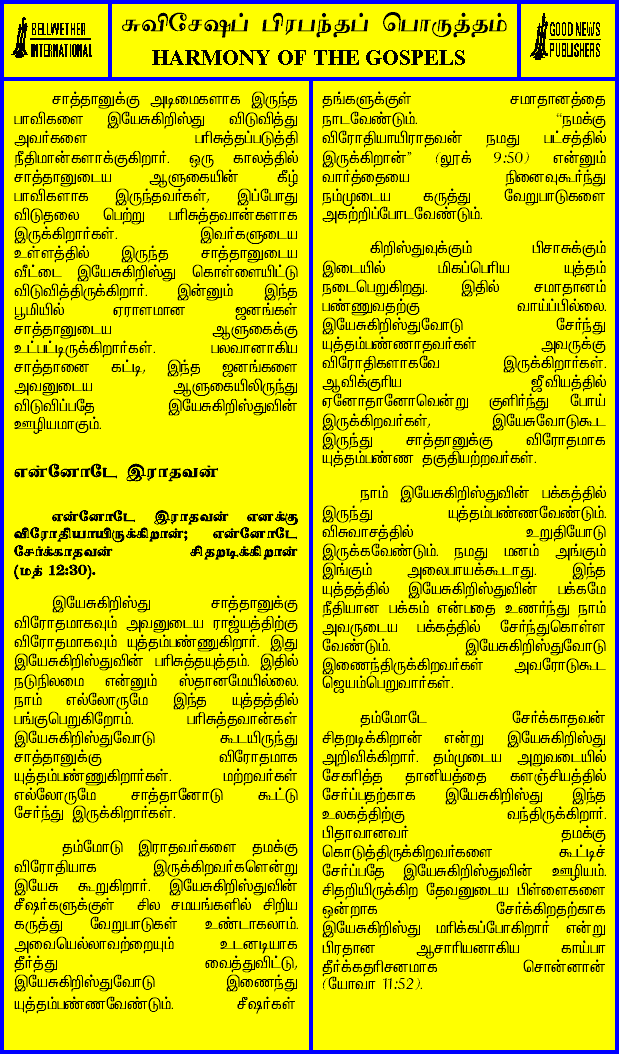 BELLWETHER
INTERNATIONAL
சுவிசேஷப் பிரபந்தப் பொருத்தம்
HARMONY OF THE GOSPELS
GOOD NEWS
PUBLISHERS
சாத்தானுக்கு அடிமைகளாக இருந்த
பாவிகளை இயேசுகிறிஸ்து விடுவித்து
அவர்களை பரிசுத்தப்படுத்தி
நீதிமான்களாக்குகிறார். ஒரு காலத்தில்
சாத்தானுடைய ஆளுகையின் கீழ்
பாவிகளாக இருந்தவர்கள், இப்போது
விடுதலை பெற்று பரிசுத்தவான்களாக
இருக்கிறார்கள். இவர்களுடைய
உள்ளத்தில் இருந்த சாத்தானுடைய
வீட்டை இயேசுகிறிஸ்து கொள்ளையிட்டு
விடுவித்திருக்கிறார். இன்னும் இந்த
பூமியில் ஏராளமான ஜனங்கள்
சாத்தானுடைய ஆளுகைக்கு
உட்பட்டிருக்கிறார்கள். பலவானாகிய
சாத்தானை கட்டி, இந்த ஜனங்களை
அவனுடைய ஆளுகையிலிருந்து
விடுவிப்பதே இயேசுகிறிஸ்துவின்
ஊழியமாகும்.
என்னோடே இராதவன்
என்னோடே இராதவன் எனக்கு
விரோதியாயிருக்கிறான்; என்னோடே
சேர்க்காதவன் சிதறடிக்கிறான்
(மத் 12:30).
இயேசுகிறிஸ்து சாத்தானுக்கு
விரோதமாகவும் அவனுடைய ராஜ்யத்திற்கு
விரோதமாகவும் யுத்தம்பண்ணுகிறார். இது
இயேசுகிறிஸ்துவின் பரிசுத்தயுத்தம். இதில்
நடுநிலமை என்னும் ஸ்தானமேயில்லை.
நாம் எல்லோருமே இந்த யுத்தத்தில்
பங்குபெறுகிறோம். பரிசுத்தவான்கள்
இயேசுகிறிஸ்துவோடு கூடயிருந்து
சாத்தானுக்கு விரோதமாக
யுத்தம்பண்ணுகிறார்கள். மற்றவர்கள்
எல்லோருமே சாத்தானோடு கூட்டு
சேர்ந்து இருக்கிறார்கள்.
தம்மோடு இராதவர்களை தமக்கு
விரோதியாக இருக்கிறவர்களென்று
இயேசு கூறுகிறார். இயேசுகிறிஸ்துவின்
சீஷர்களுக்குள் சில சமயங்களில் சிறிய
கருத்து வேறுபாடுகள் உண்டாகலாம்.
அவையெல்லாவற்றையும் உடனடியாக
தீர்த்து வைத்துவிட்டு,
இயேசுகிறிஸ்துவோடு இணைந்து
யுத்தம்பண்ணவேண்டும். சீஷர்கள்
தங்களுக்குள் சமாதானத்தை
நாடவேண்டும். “நமக்கு
விரோதியாயிராதவன் நமது பட்சத்தில்
இருக்கிறான்” (லூக் 9:50) என்னும்
வார்த்தையை நினைவுகூர்ந்து
நம்முடைய கருத்து வேறுபாடுகளை
அகற்றிப்போடவேண்டும்.
கிறிஸ்துவுக்கும் பிசாசுக்கும்
இடையில் மிகப்பெரிய யுத்தம்
நடைபெறுகிறது. இதில் சமாதானம்
பண்ணுவதற்கு வாய்ப்பில்லை.
இயேசுகிறிஸ்துவோடு சேர்ந்து
யுத்தம்பண்ணாதவர்கள் அவருக்கு
விரோதிகளாகவே இருக்கிறார்கள்.
ஆவிக்குரிய ஜீவியத்தில்
ஏனோதானோவென்று குளிர்ந்து போய்
இருக்கிறவர்கள், இயேசுவோடுகூட
இருந்து சாத்தானுக்கு விரோதமாக
யுத்தம்பண்ண தகுதியற்றவர்கள்.
நாம் இயேசுகிறிஸ்துவின் பக்கத்தில்
இருந்து யுத்தம்பண்ணவேண்டும்.
விசுவாசத்தில் உறுதியோடு
இருக்கவேண்டும். நமது மனம் அங்கும்
இங்கும் அலைபாயக்கூடாது. இந்த
யுத்தத்தில் இயேசுகிறிஸ்துவின் பக்கமே
நீதியான பக்கம் என்பதை உணர்ந்து நாம்
அவருடைய பக்கத்தில் சேர்ந்துகொள்ள
வேண்டும். இயேசுகிறிஸ்துவோடு
இணைந்திருக்கிறவர்கள் அவரோடுகூட
ஜெயம்பெறுவார்கள்.
தம்மோடே சேர்க்காதவன்
சிதறடிக்கிறான் என்று இயேசுகிறிஸ்து
அறிவிக்கிறார். தம்முடைய அறுவடையில்
சேகரித்த தானியத்தை களஞ்சியத்தில்
சேர்ப்பதற்காக இயேசுகிறிஸ்து இந்த
உலகத்திற்கு வந்திருக்கிறார்.
பிதாவானவர் தமக்கு
கொடுத்திருக்கிறவர்களை கூட்டிச்
சேர்ப்பதே இயேசுகிறிஸ்துவின் ஊழியம்.
சிதறியிருக்கிற தேவனுடைய பிள்ளைகளை
ஒன்றாக சேர்க்கிறதற்காக
இயேசுகிறிஸ்து மரிக்கப்போகிறார் என்று
பிரதான ஆசாரியனாகிய காய்பா
தீர்க்கதரிசனமாக சொன்னான்
(யோவா 11:52).